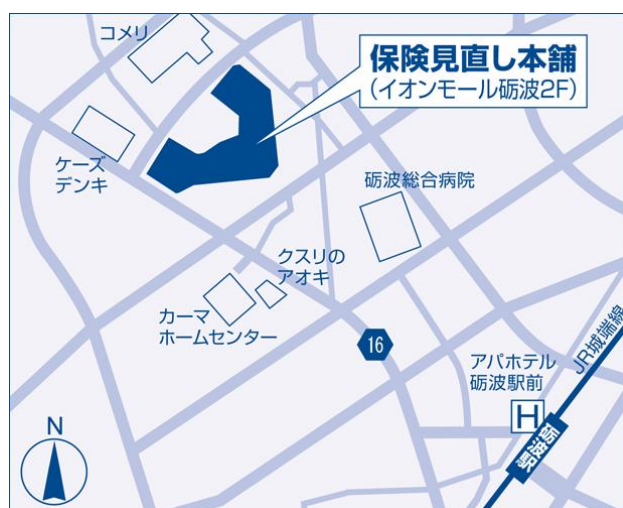 コメリ
保険見直し本舗
(イオンモール砺波2F)
ケーズ
デンキ
砺波総合病院
クスリの
アオキ
カーマ
ホームセンター
16
アパホテル
砺波駅前
JR城端線
H
砺波駅
N